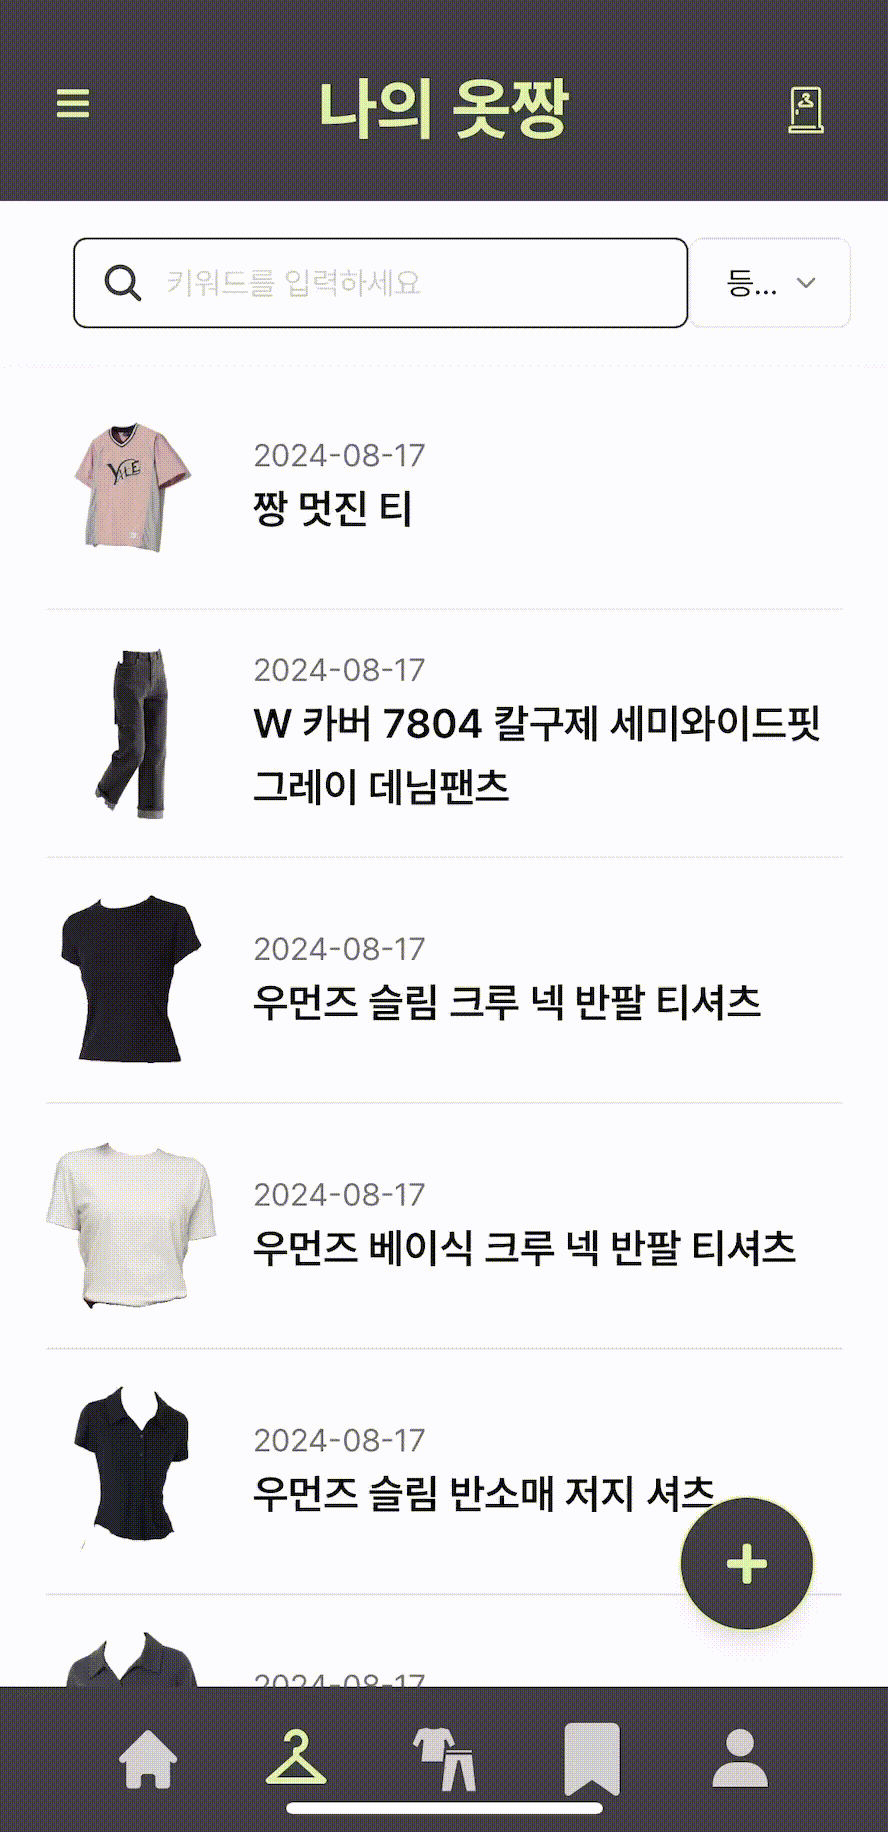 나의 옷짱
키워드를 입력하세요
등...
YALE
2024-08-17
짱 멋진 티
2024-08-17
W 카버 7804 칼구제 세미와이드핏
그레이 데님팬츠
2024-08-17
우먼즈 슬림 크루 넥 반팔 티셔츠
2024-08-17
우먼즈 베이식 크루 넥 반팔 티셔츠
2024-08-17
우먼즈 슬림 반소매 저지 셔츠
2024-08-17